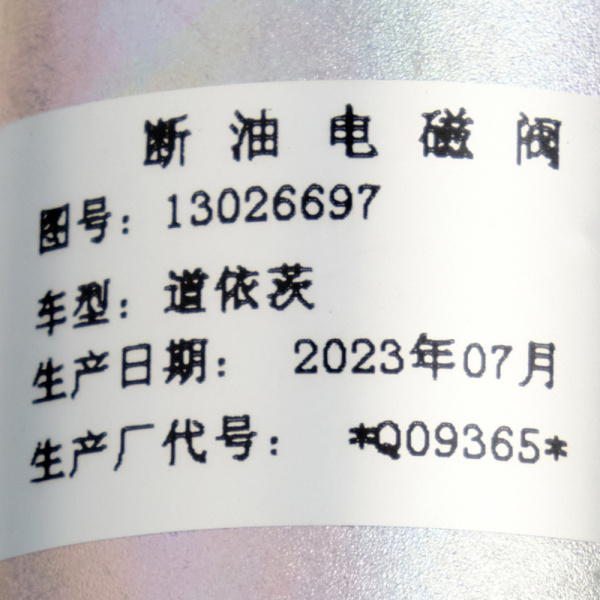 断油电磁阀
图号：13026697
车型：道依茨
生产日期： 2023年07月
生产厂代号： *Q09365*